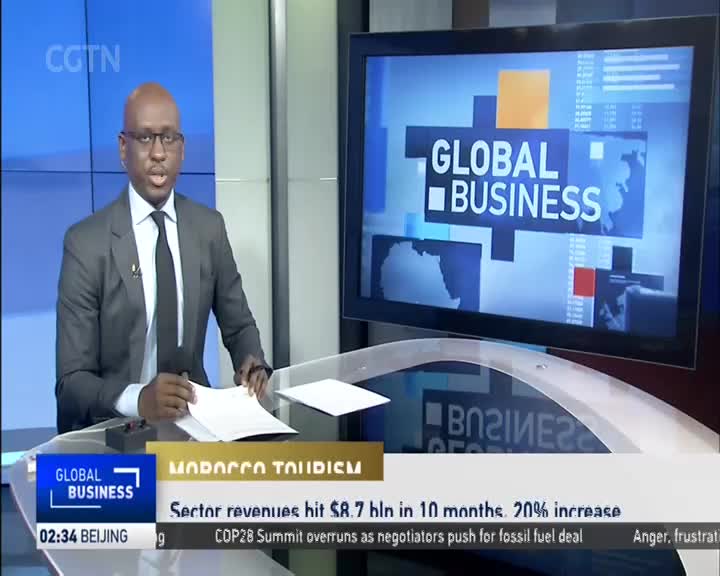 CGTN
GLOBAL
BUSINESS
MOROCCO TOURISM
GLOBAL
BUSINESS
Sector revenues hit $8.7 bln in 10 months, 20% increase
02:34 BEIJING
COP28 Summit overruns as negotiators push for fossil fuel deal Anger, frustrati